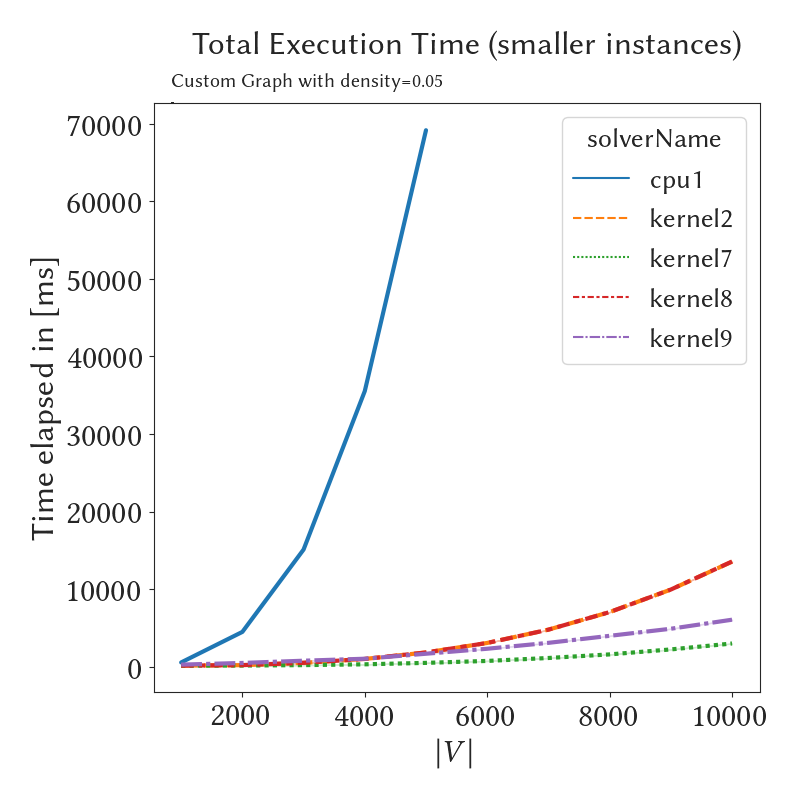 Total Execution Time (smaller instances)
Custom Graph with density=0.05
70000
60000
50000
40000
30000
20000
10000
0
Time elapsed in [ms]
solverName
cpu1
kernel2
kernel7
kernel8
kernel9
2000 4000 6000 8000 10000
|V|